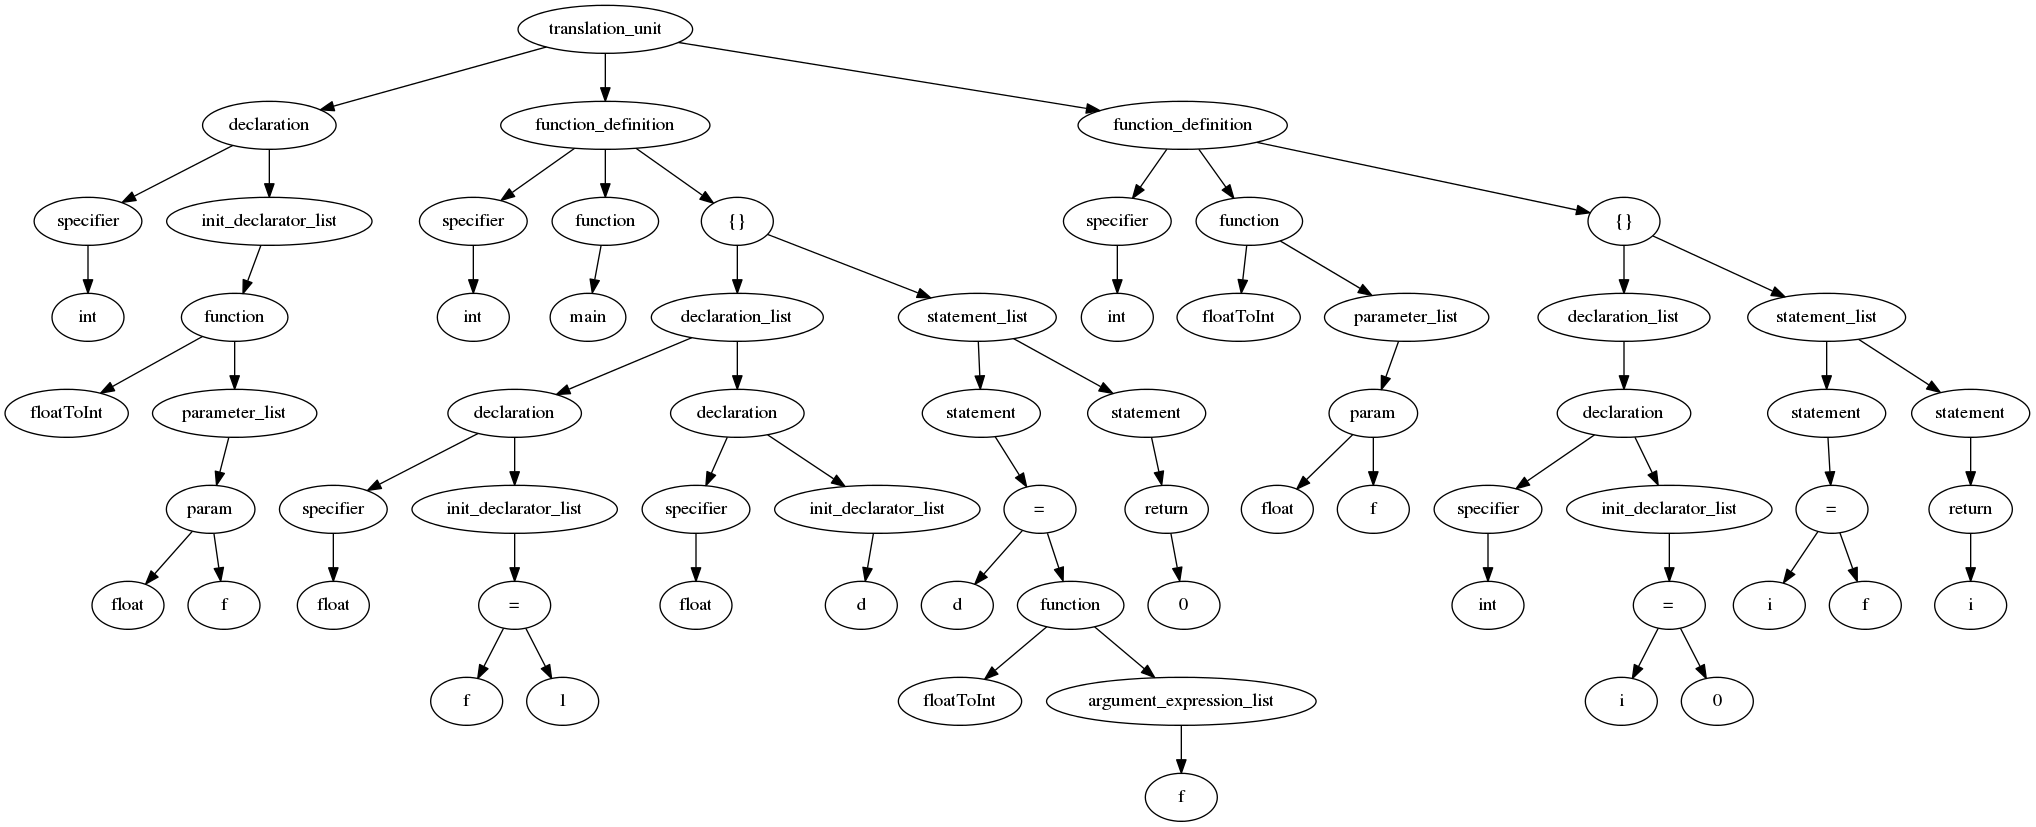 translation_unit
declaration function_definition function_definition
specifier init_declarator_list specifier function {} specifier function {}
int function int main declaration_list statement_list int floatToInt parameter_list declaration_list statement_list
floatToInt parameter_list declaration declaration statement statement param declaration statement statement
param specifier init_declarator_list specifier init_declarator_list = return float f specifier init_declarator_list = return
float f float = float d d function 0 int = i f i
f 1 floatToInt argument_expression_list i 0
f